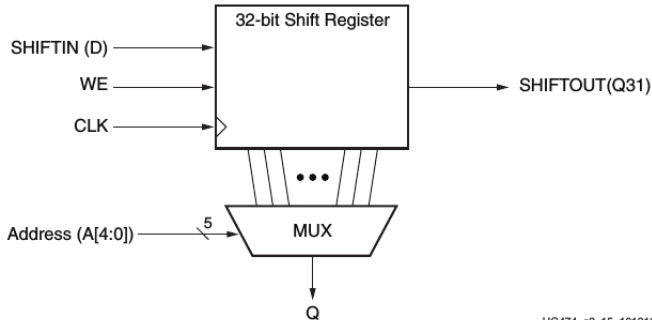 32-bit Shift Register
SHIFTIN (D)
WE
SHIFTOUT(Q31)
CLK
5
Address (A[4:0])
MUX
Q